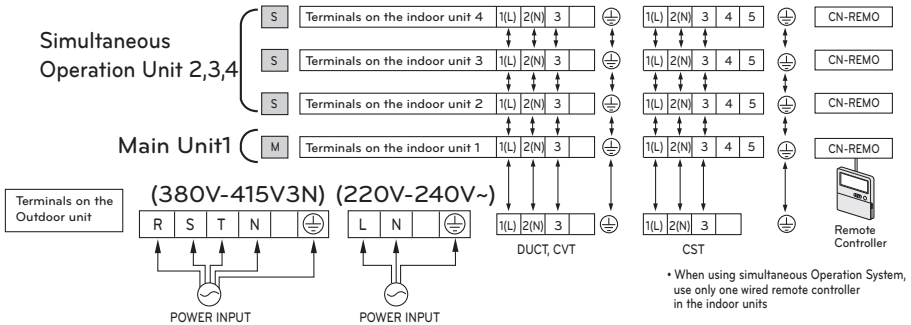 S Terminals on the indoor unit 4 1(L) 2(N) 3 1(L) 2(N) 3 4 5 CN-REMO
Simultaneous
Operation Unit 2,3,4
S Terminals on the indoor unit 3 1(L) 2(N) 3 1(L) 2(N) 3 4 5 CN-REMO
S Terminals on the indoor unit 2 1(L) 2(N) 3 1(L) 2(N) 3 4 5 CN-REMO
Main Unit1 M Terminals on the indoor unit 1 1(L) 2(N) 3 1(L) 2(N) 3 4 5 CN-REMO
(380V-415V3N) (220V-240V~)
Terminals on the
Outdoor unit
R S T N L N 1(L) 2(N) 3 1(L) 2(N) 3
Remote
Controller
DUCT, CVT CST
• When using simultaneous Operation System,
use only one wired remote controller
in the indoor units
POWER INPUT POWER INPUT